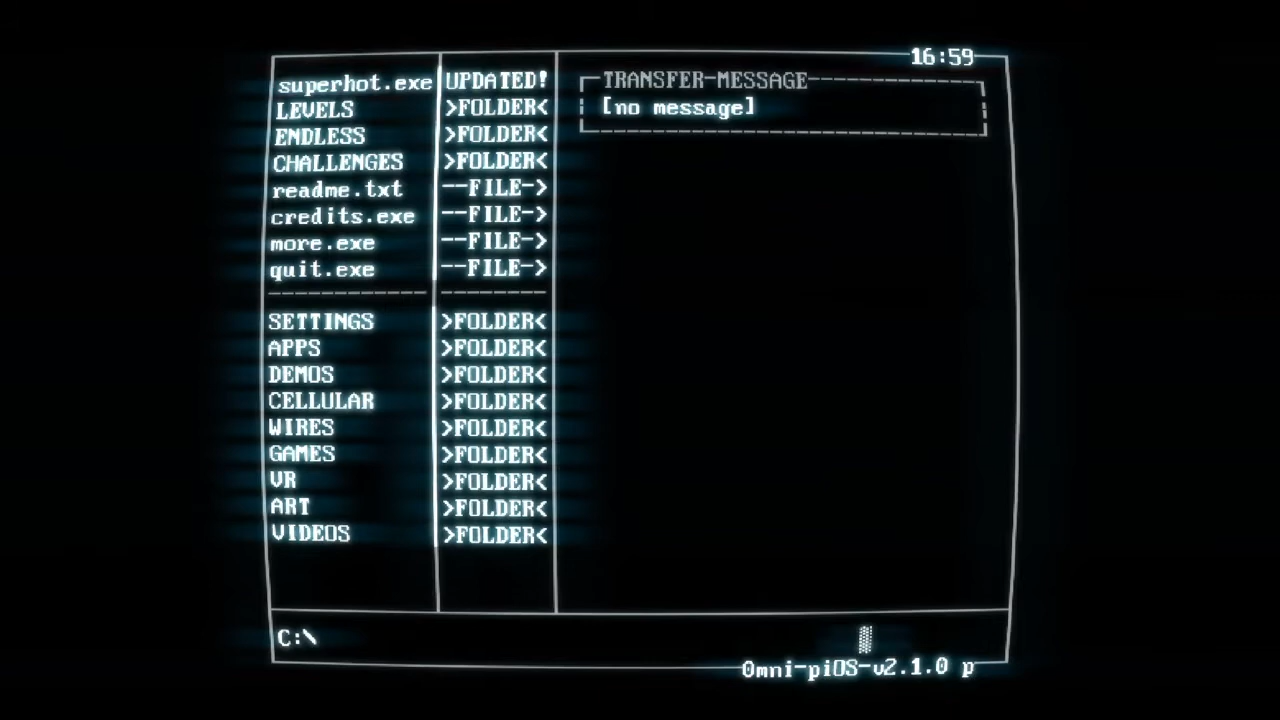 16:59
superhot.exe UPDATED!
LEVELS >FOLDER<
ENDLESS >FOLDER<
CHALLENGES >FOLDER<
readme.txt --FILE->
credits.exe --FILE->
more.exe --FILE->
quit.exe --FILE->
SETTINGS >FOLDER<
APPS >FOLDER<
DEMOS >FOLDER<
CELLULAR >FOLDER<
WIRES >FOLDER<
GAMES >FOLDER<
VR >FOLDER<
ART >FOLDER<
VIDEOS >FOLDER<
TRANSFER-MESSAGE
[no message]
C:\
Omni-piOS-v2.1.0 p